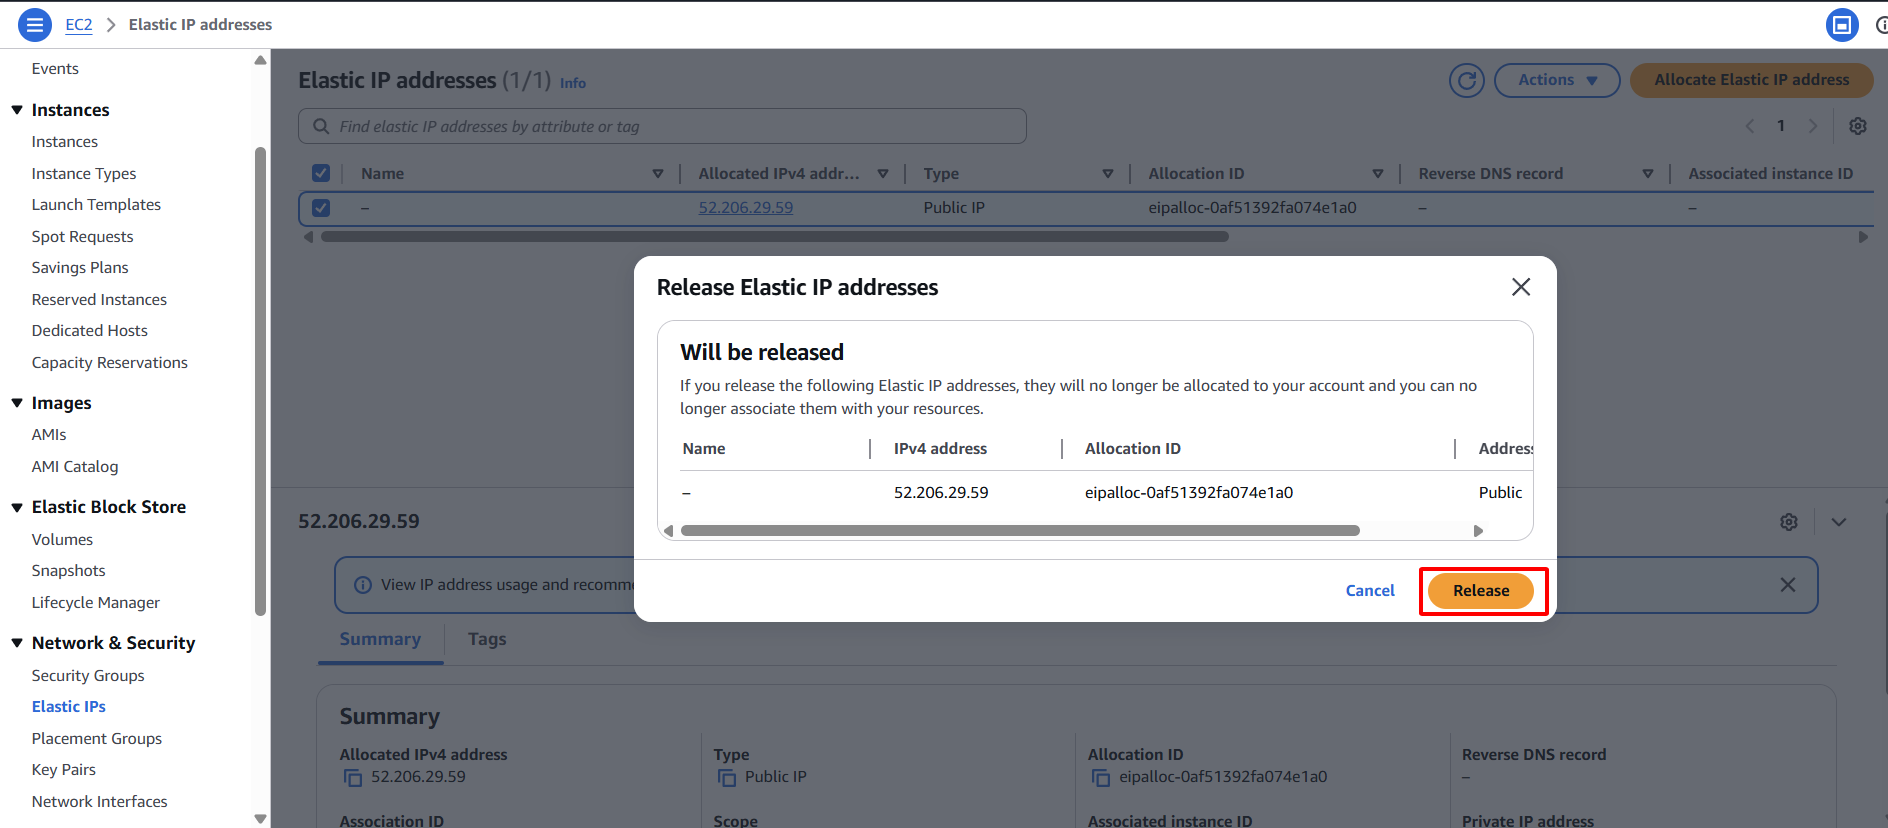 EC2 > Elastic IP addresses
Events
Instances
Instances
Instance Types
Launch Templates
Spot Requests
Savings Plans
Reserved Instances
Dedicated Hosts
Capacity Reservations
Images
AMIs
AMI Catalog
Elastic Block Store
Volumes
Snapshots
Lifecycle Manager
Network & Security
Security Groups
Elastic IPs
Placement Groups
Key Pairs
Network Interfaces
Elastic IP addresses (1/1) Info
Actions
Allocate Elastic IP address
Find elastic IP addresses by attribute or tag
1
Name Allocated IPv4 addr... Type Allocation ID Reverse DNS record Associated instance ID
– 52.206.29.59 Public IP eipalloc-0af51392fa074e1a0 – –
Release Elastic IP addresses
Will be released
If you release the following Elastic IP addresses, they will no longer be allocated to your account and you can no
longer associate them with your resources.
Name IPv4 address Allocation ID Address
– 52.206.29.59 eipalloc-0af51392fa074e1a0 Public
Cancel Release
52.206.29.59
View IP address usage and recomm
Summary Tags
Summary
Allocated IPv4 address Type Allocation ID Reverse DNS record
52.206.29.59 Public IP eipalloc-0af51392fa074e1a0 –
Association ID Scope Associated instance ID Private IP address